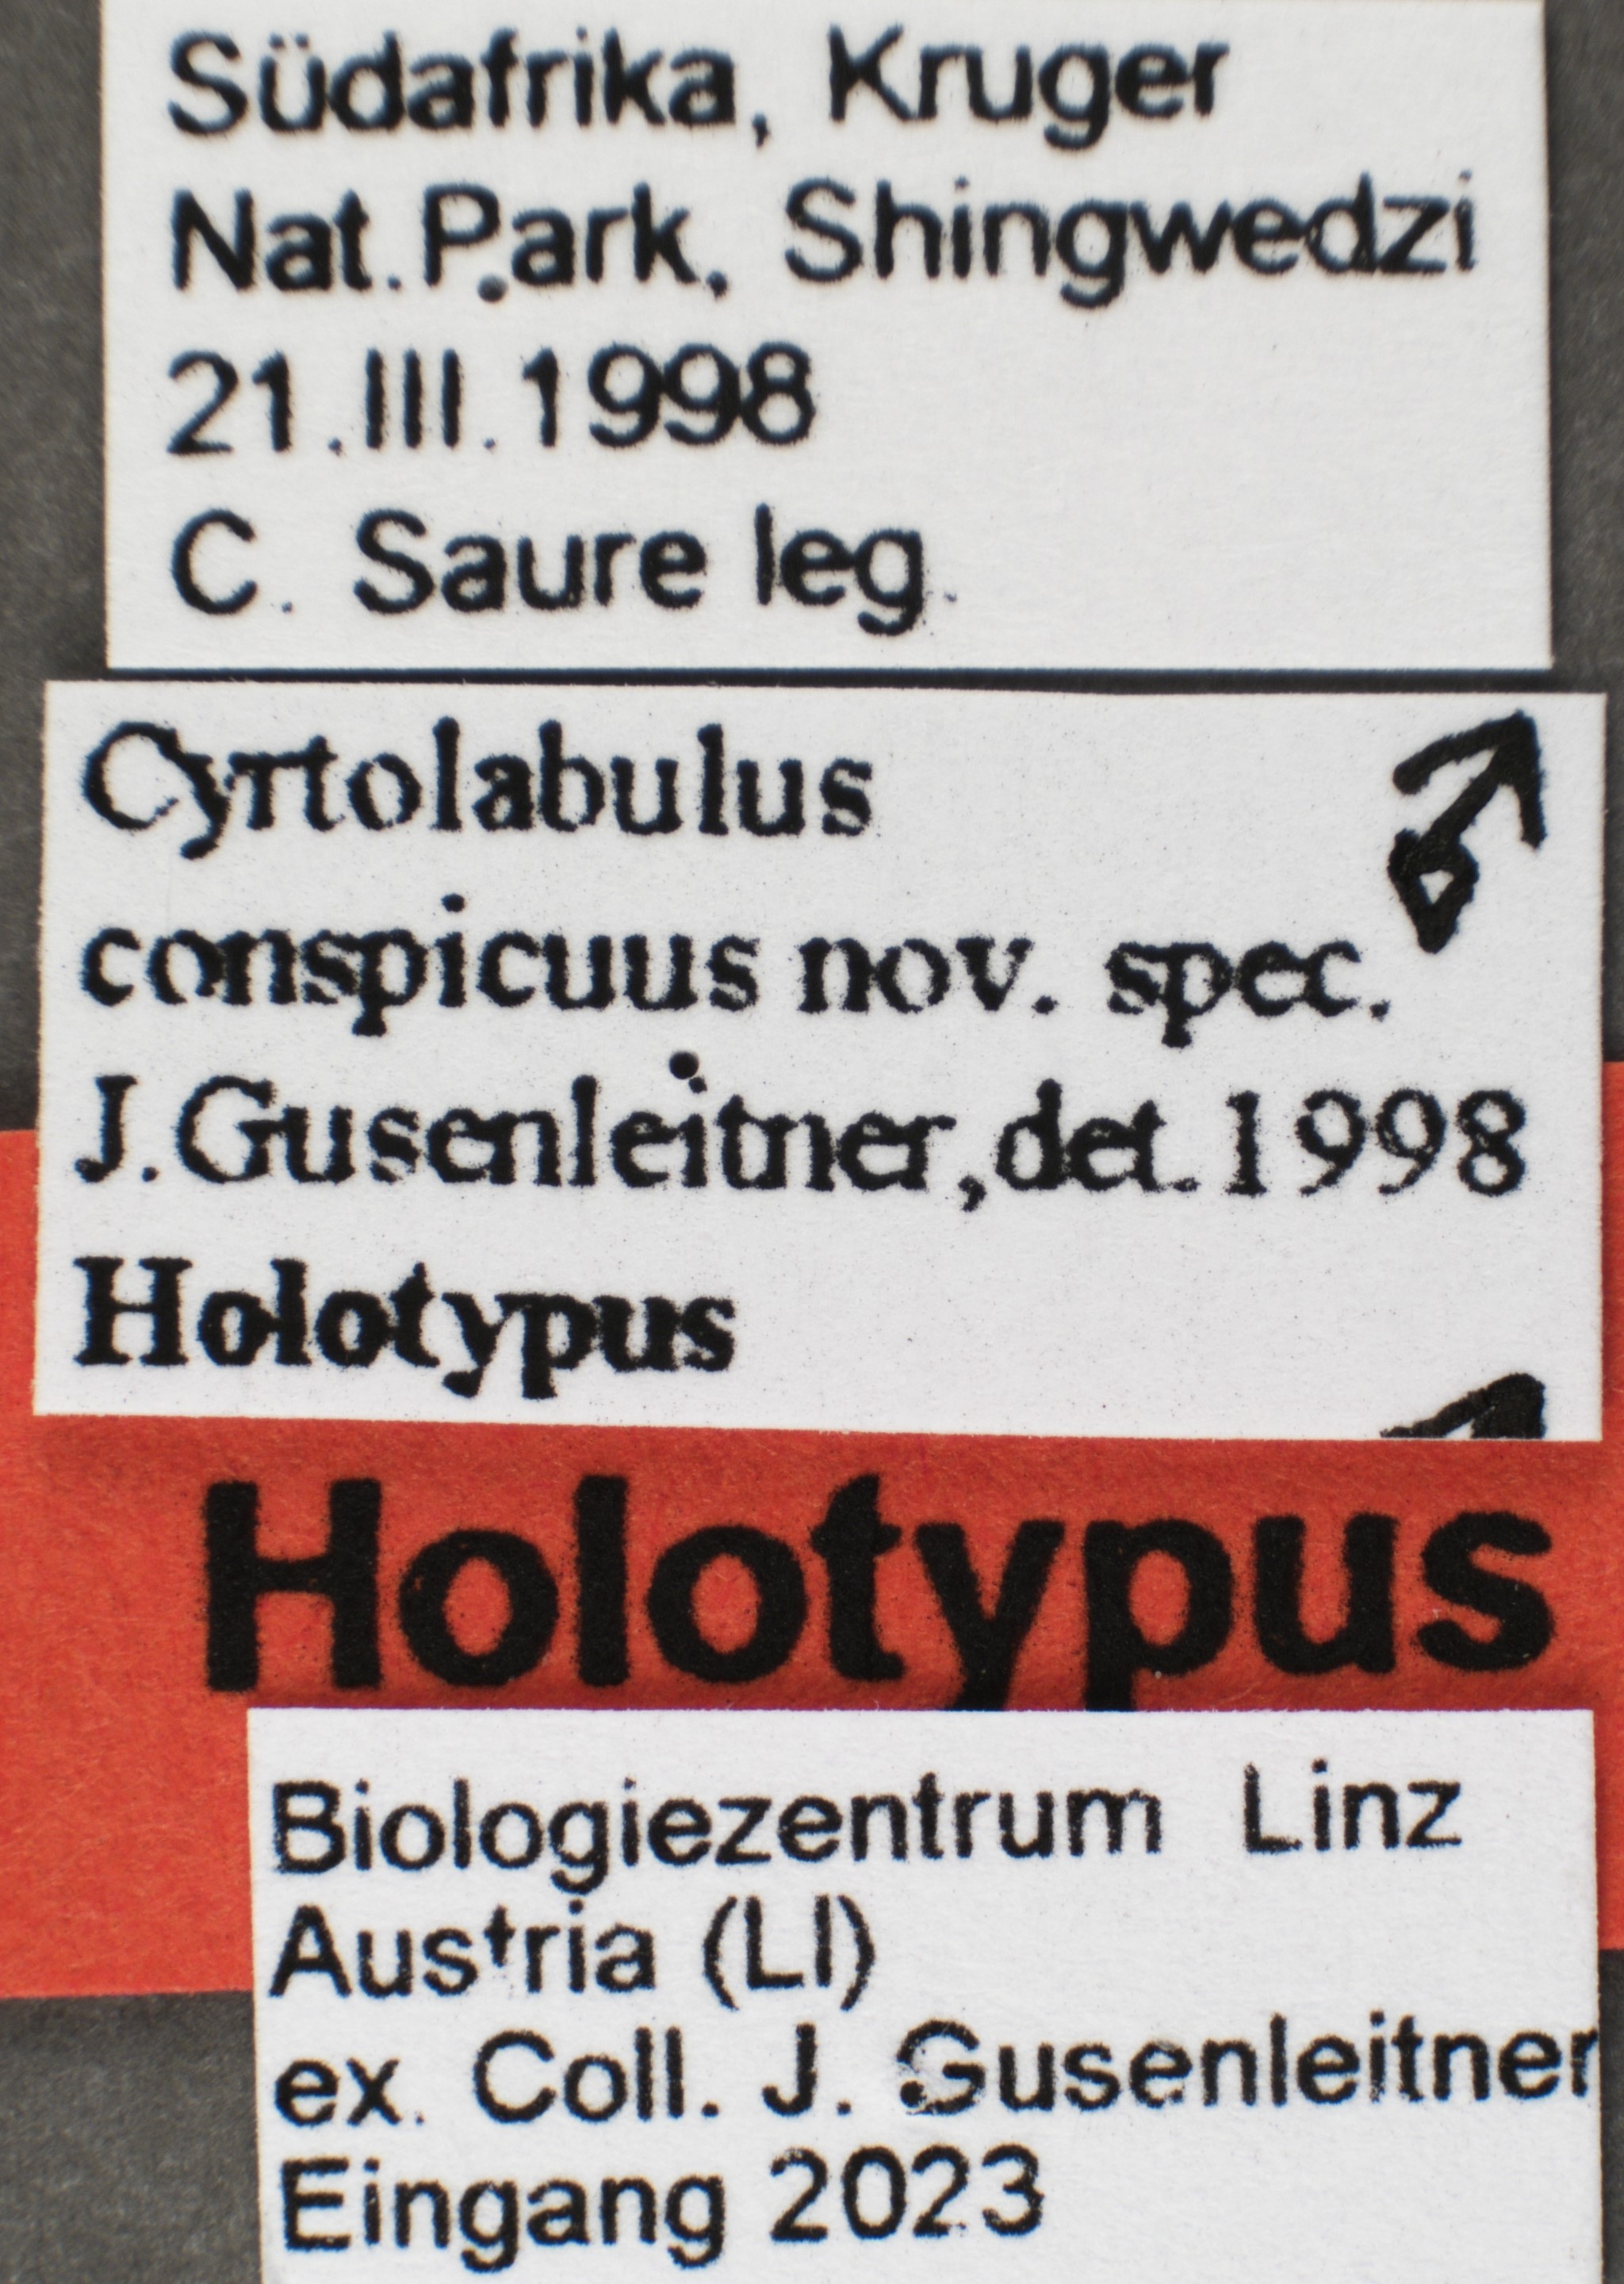 Südafrika, Kruger
Nat.Park, Shingwedzi
21.III.1998
C. Saure leg.
Cyrtolabulus ♂
conspicuus nov. spec.
J.Gusenleitner,det.1998
Holotypus
Holotypus
Biologiezentrum Linz
Austria (LI)
ex. Coll. J. Gusenleitner
Eingang 2023